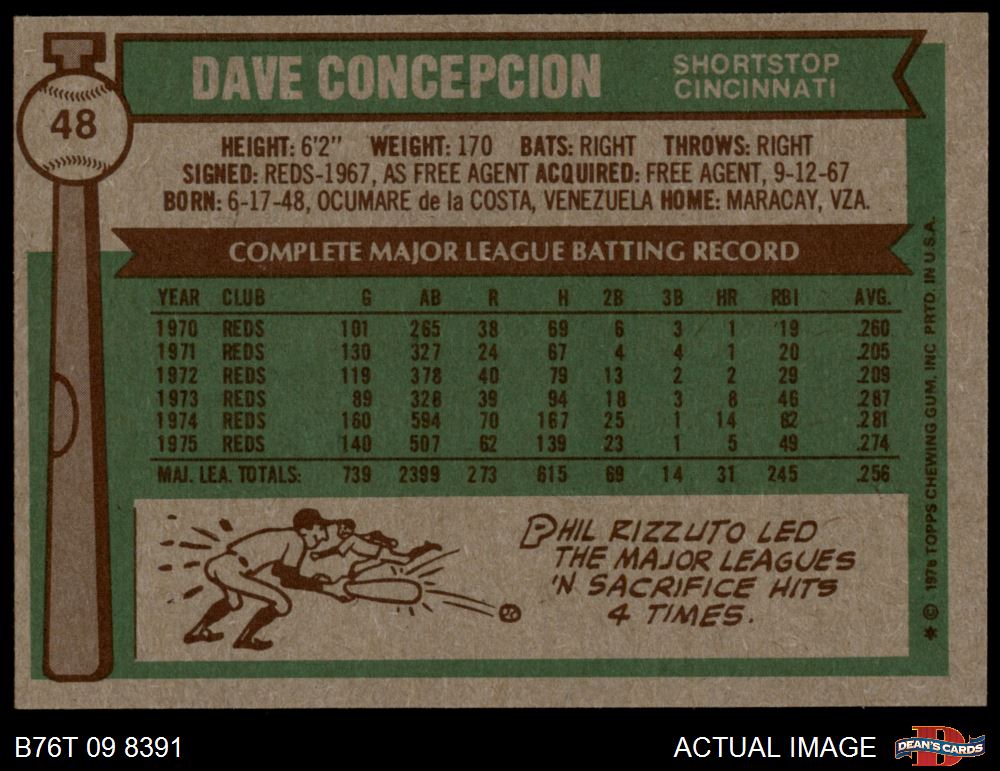 48
DAVE CONCEPCION
SHORTSTOP
CINCINNATI
HEIGHT: 6'2" WEIGHT: 170 BATS: RIGHT THROWS: RIGHT
SIGNED: REDS-1967, AS FREE AGENT ACQUIRED: FREE AGENT, 9-12-67
BORN: 6-17-48, OCUMARE de la COSTA, VENEZUELA HOME: MARACAY, VZA.
COMPLETE MAJOR LEAGUE BATTING RECORD
YEAR CLUB G AB R H 2B 3B HR RBI AVG.
1970 REDS 101 265 38 69 6 3 1 19 .260
1971 REDS 130 327 24 67 4 4 1 20 .205
1972 REDS 119 378 40 79 13 2 2 29 .209
1973 REDS 89 328 39 94 18 3 8 46 .287
1974 REDS 160 594 70 167 25 1 14 82 .281
1975 REDS 140 507 62 139 23 1 5 49 .274
MAJ. LEA. TOTALS: 739 2399 273 615 69 14 31 245 .256
PHIL RIZZUTO LED
THE MAJOR LEAGUES
'N SACRIFICE HITS
4 TIMES.
* © 1976 TOPPS CHEWING GUM, INC PRTD. IN U.S.A.
B76T 09 8391
ACTUAL IMAGE
D
DEAN'S CARDS